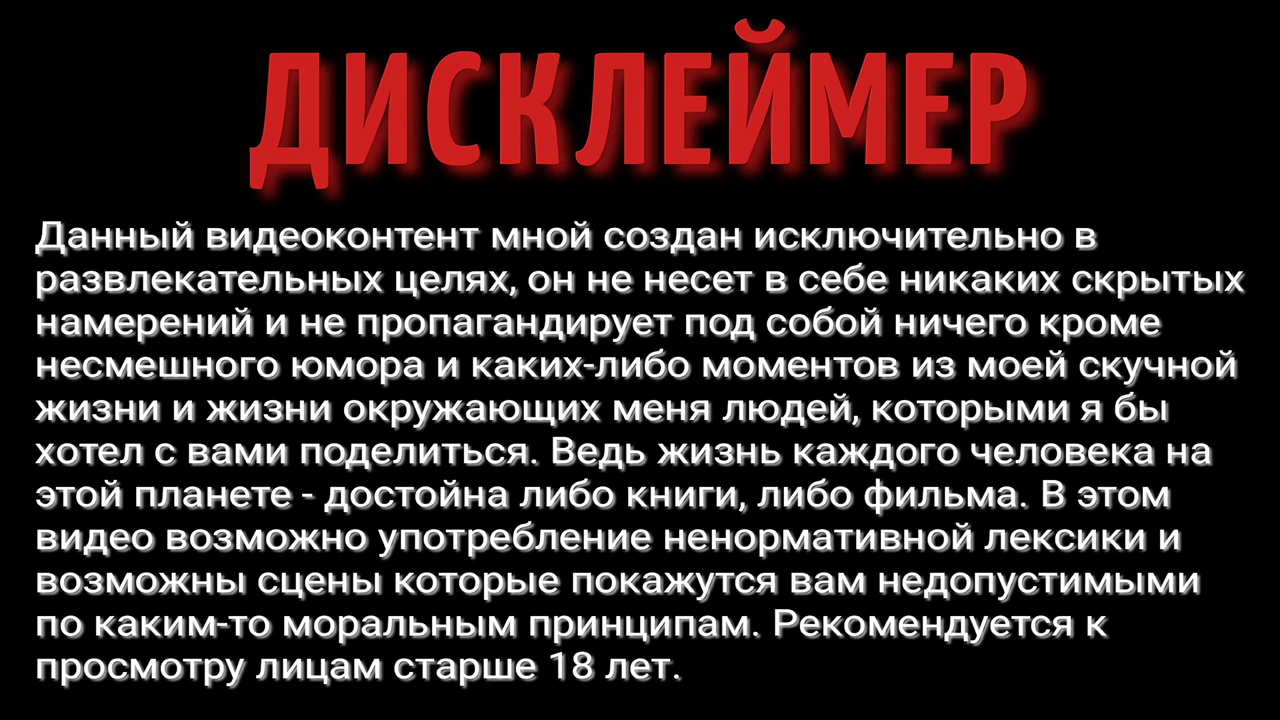 ДИСКЛЕЙМЕР
Данный видеоконтент мной создан исключительно в
развлекательных целях, он не несет в себе никаких скрытых
намерений и не пропагандирует под собой ничего кроме
несмешного юмора и каких-либо моментов из моей скучной
жизни и жизни окружающих меня людей, которыми я бы
хотел с вами поделиться. Ведь жизнь каждого человека на
этой планете - достойна либо книги, либо фильма. В этом
видео возможно употребление ненормативной лексики и
возможны сцены которые покажутся вам недопустимыми
по каким-то моральным принципам. Рекомендуется к
просмотру лицам старше 18 лет.